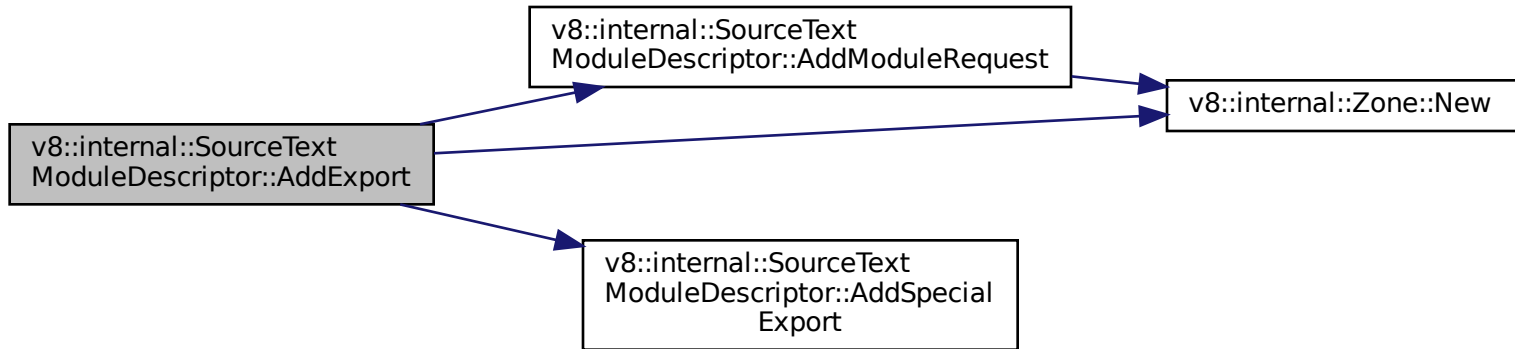 v8::internal::SourceText
ModuleDescriptor::AddExport
v8::internal::SourceText
ModuleDescriptor::AddModuleRequest
v8::internal::Zone::New
v8::internal::SourceText
ModuleDescriptor::AddSpecial
Export